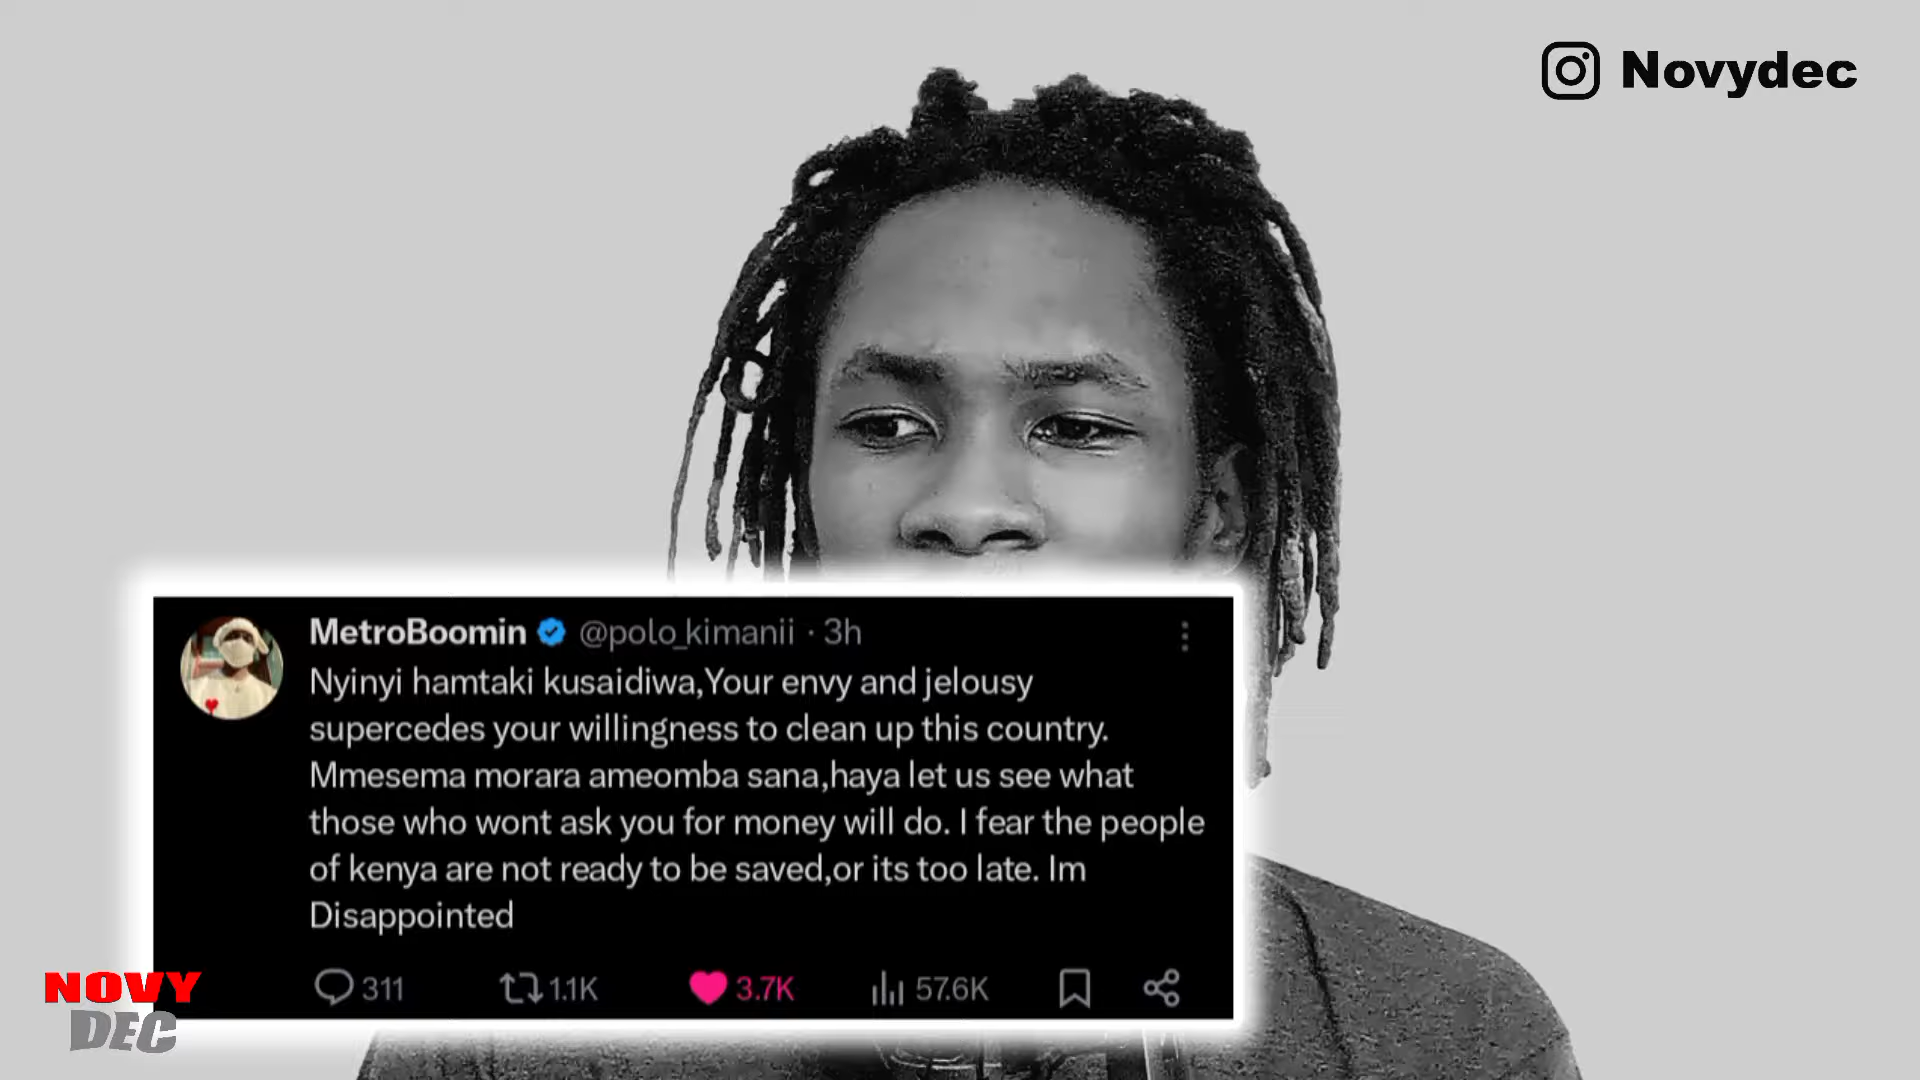 Novydec
MetroBoomin @polo_kimanii · 3h
Nyinyi hamtaki kusaidiwa,Your envy and jelousy
supercedes your willingness to clean up this country.
Mmesema morara ameomba sana,haya let us see what
those who wont ask you for money will do. I fear the people
of kenya are not ready to be saved,or its too late. Im
Disappointed
311 1.1K 3.7K 57.6K
NOVY
DEC